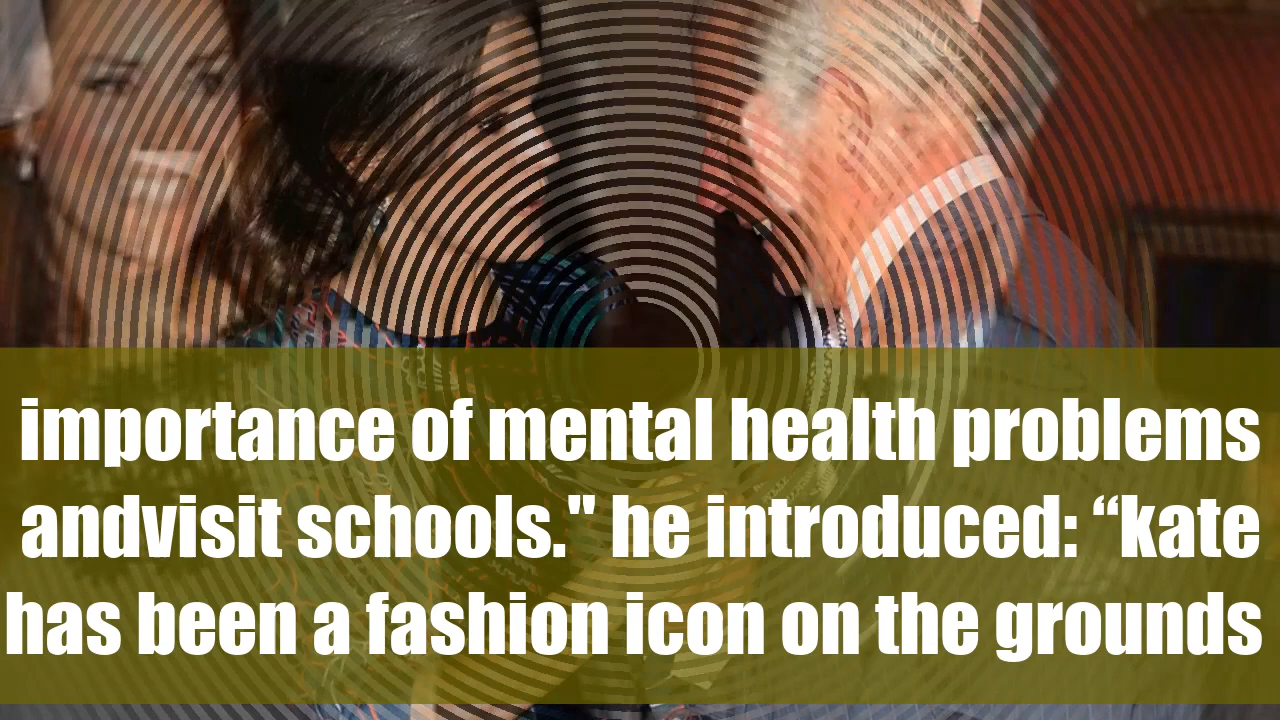 importance of mental health problems
andvisit schools." he introduced: “kate
has been a fashion icon on the grounds